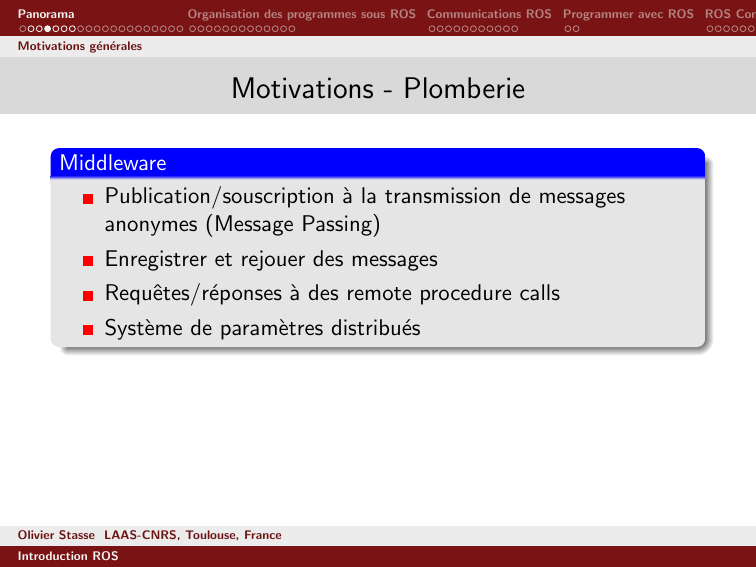 Panorama
Organisation des programmes sous ROS
Communications ROS
Programmer avec ROS
ROS Con
Motivations générales
Motivations - Plomberie
Middleware
Publication/souscription à la transmission de messages
anonymes (Message Passing)
Enregistrer et rejouer des messages
Requêtes/réponses à des remote procedure calls
Système de paramètres distribués
Olivier Stasse LAAS-CNRS, Toulouse, France
Introduction ROS